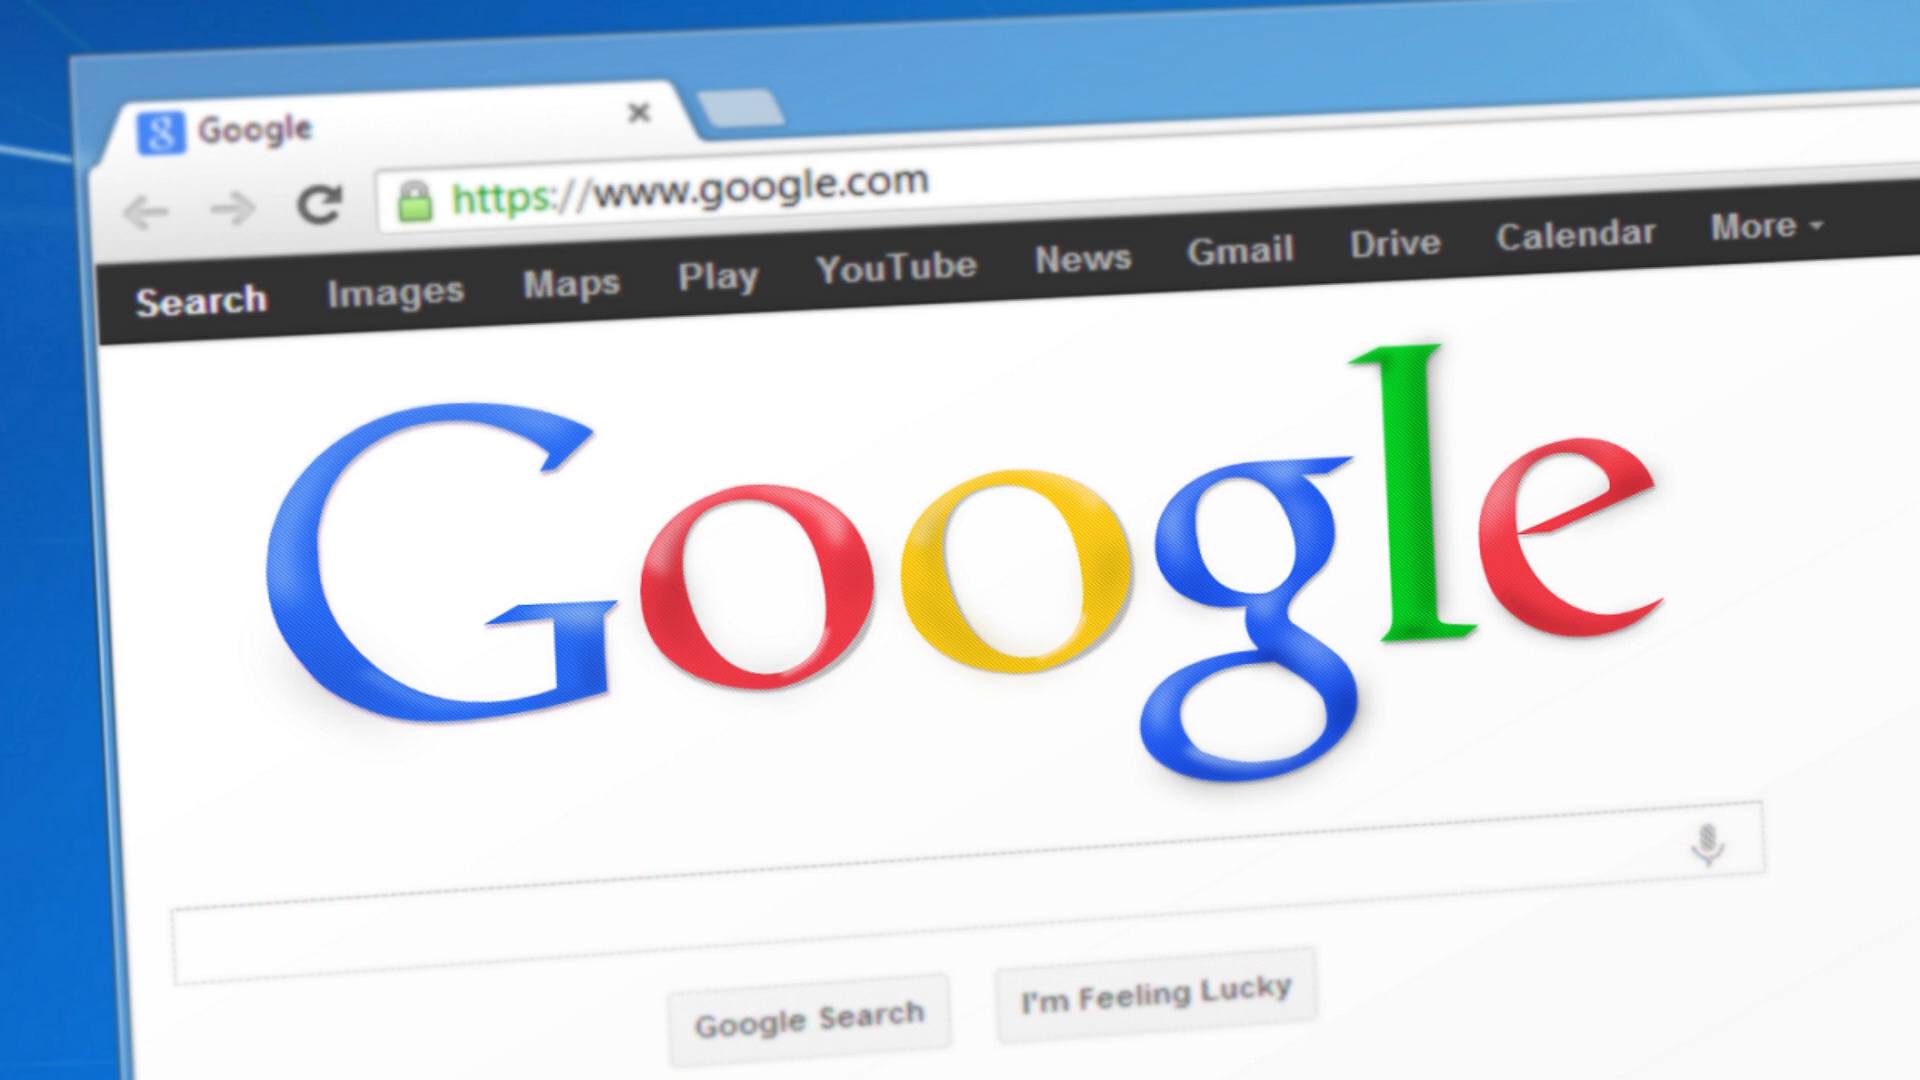 Google
https://www.google.com
Search Images Maps Play YouTube News Gmail Drive Calendar More
Google
Google Search I'm Feeling Lucky